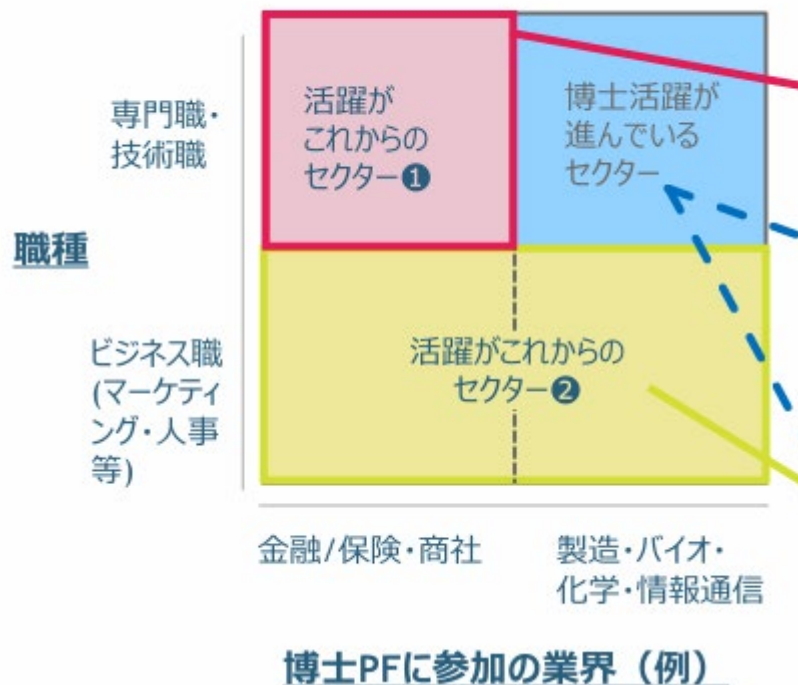 専門職・
技術職
活躍が
これからの
セクター❶
博士活躍が
進んでいる
セクター
職種
ビジネス職
(マーケティ
ング・人事
等)
活躍がこれからの
セクター❷
金融/保険・商社
製造・バイオ・
化学・情報通信
博士PFに参加の業界（例）